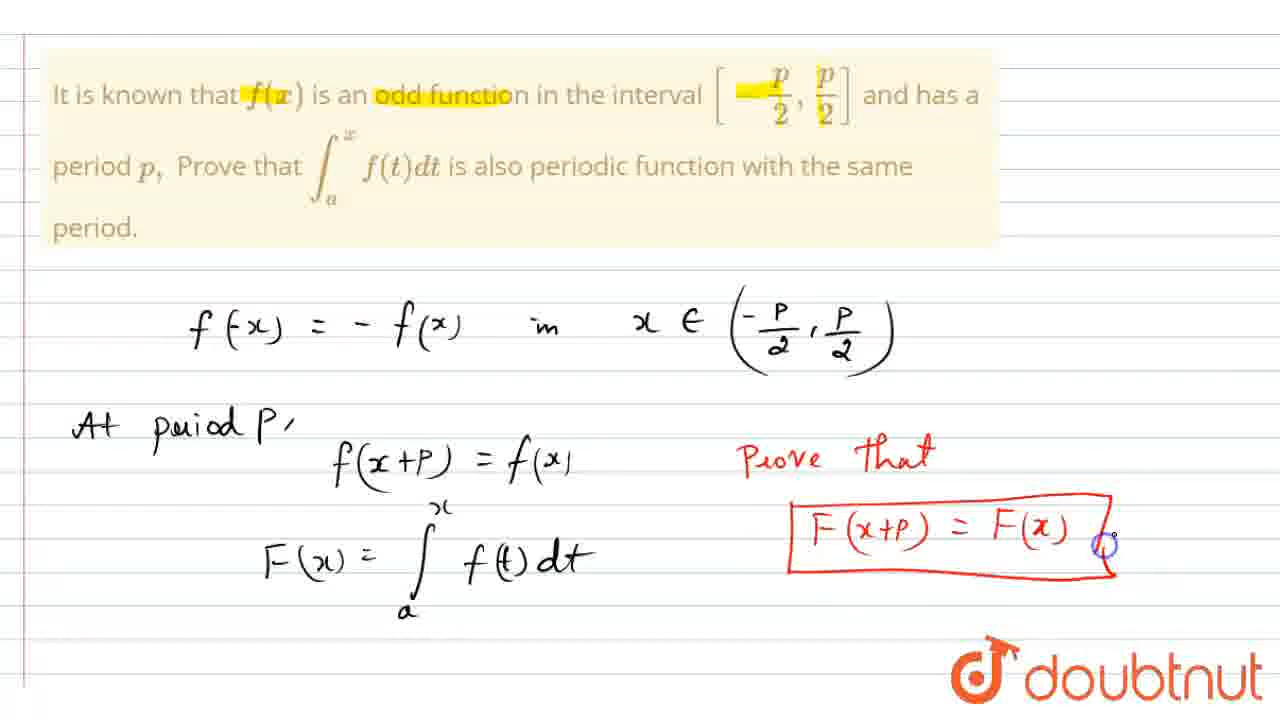 It is known that f(x) is an odd function in the interval [−p/2, p/2] and has a
period p, Prove that ∫_a^x f(t)dt is also periodic function with the same
period.
f(-x) = - f(x) in x ∈ (-P/2, P/2)
At period P,
f(x+P) = f(x)
Prove that
F(x+P) = F(x)
F(x) = ∫_a^x f(t) dt
doubtnut